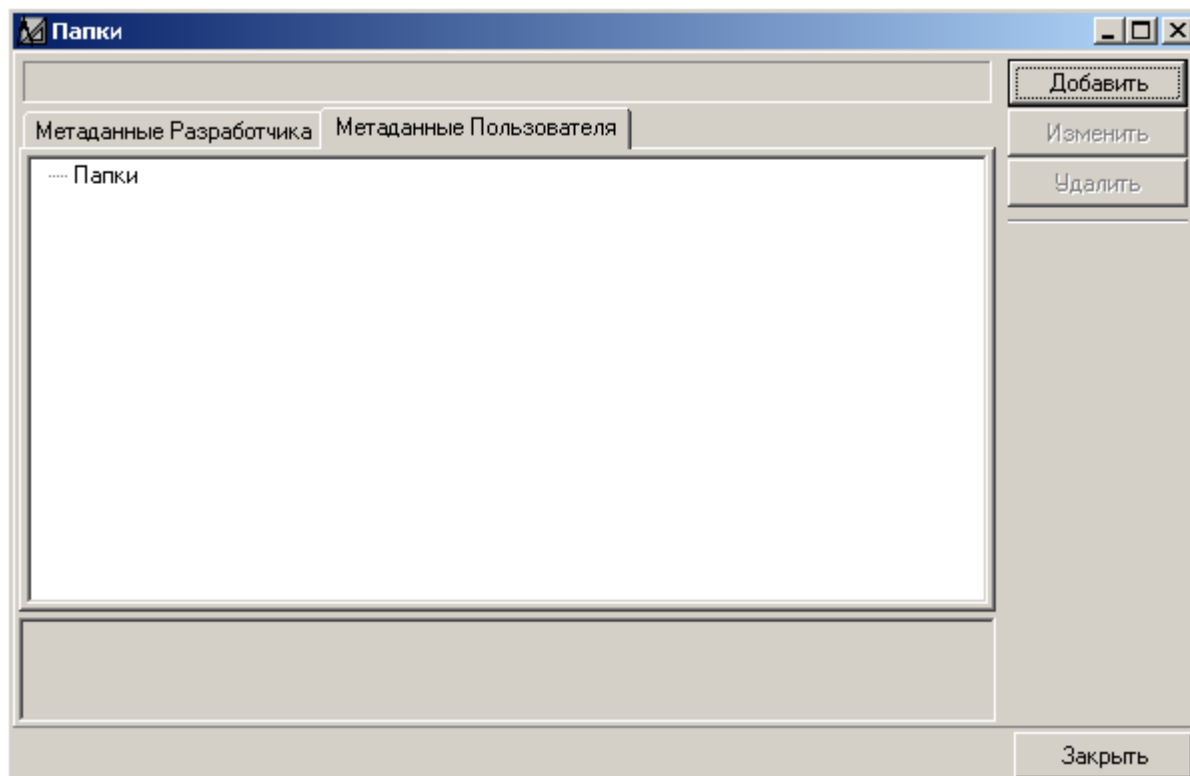 Папки
Добавить
Метаданные Разработчика
Метаданные Пользователя
Изменить
Папки
Удалить
Закрыть